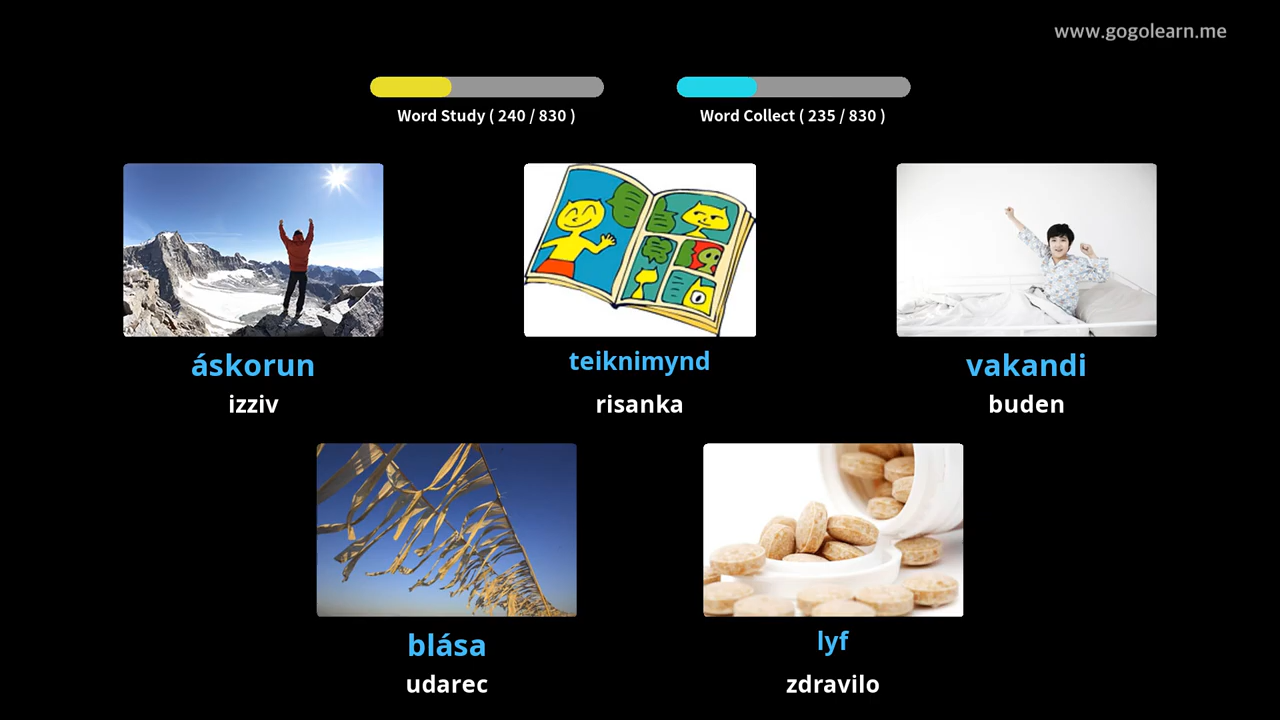 www.gogolearn.me
Word Study ( 240 / 830 )
Word Collect ( 235 / 830 )
áskorun
izziv
teiknimynd
risanka
vakandi
buden
blása
udarec
lyf
zdravilo